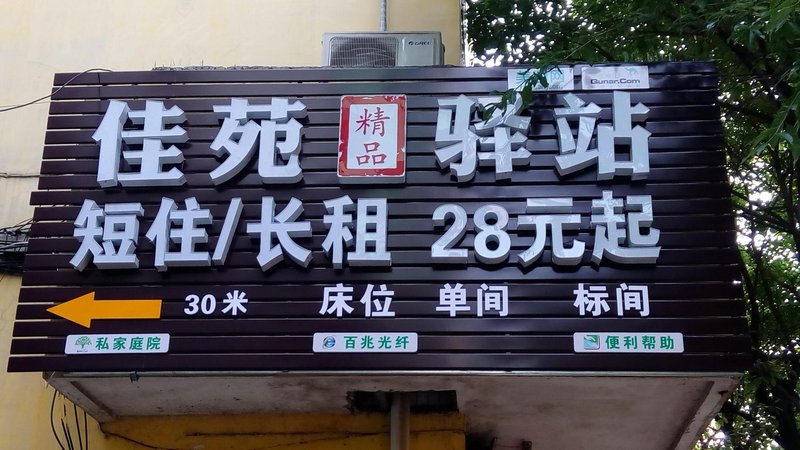 Gunar.Com
佳苑 精品 驿站
短住/长租 28元起
30米 床位 单间 标间
私家庭院 百兆光纤 便利帮助